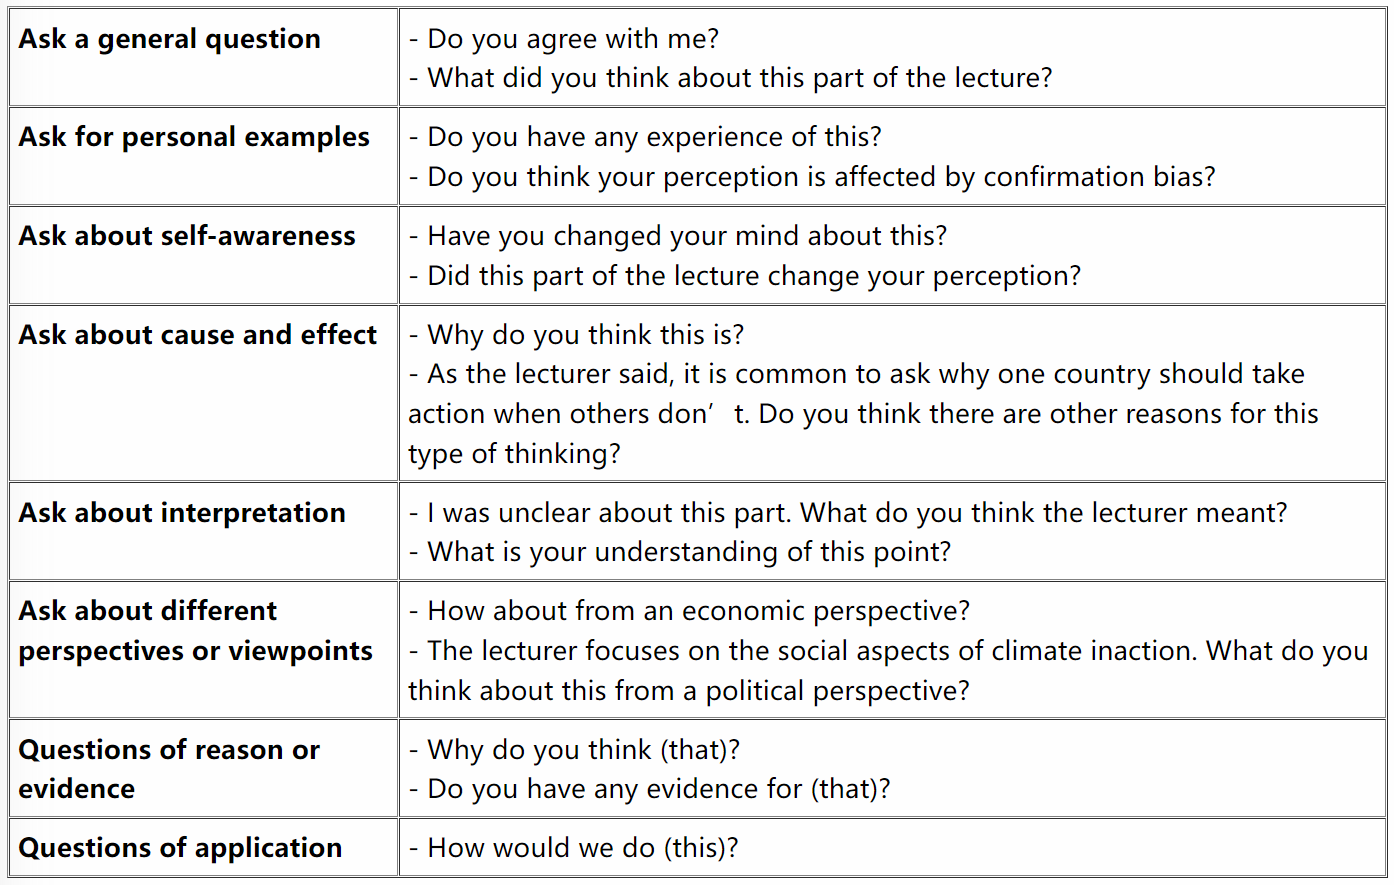 Ask a general question
- Do you agree with me?
- What did you think about this part of the lecture?
Ask for personal examples
- Do you have any experience of this?
- Do you think your perception is affected by confirmation bias?
Ask about self-awareness
- Have you changed your mind about this?
- Did this part of the lecture change your perception?
Ask about cause and effect
- Why do you think this is?
- As the lecturer said, it is common to ask why one country should take
action when others don’ t. Do you think there are other reasons for this
type of thinking?
Ask about interpretation
- I was unclear about this part. What do you think the lecturer meant?
- What is your understanding of this point?
Ask about different
perspectives or viewpoints
- How about from an economic perspective?
- The lecturer focuses on the social aspects of climate inaction. What do you
think about this from a political perspective?
Questions of reason or
evidence
- Why do you think (that)?
- Do you have any evidence for (that)?
Questions of application
- How would we do (this)?